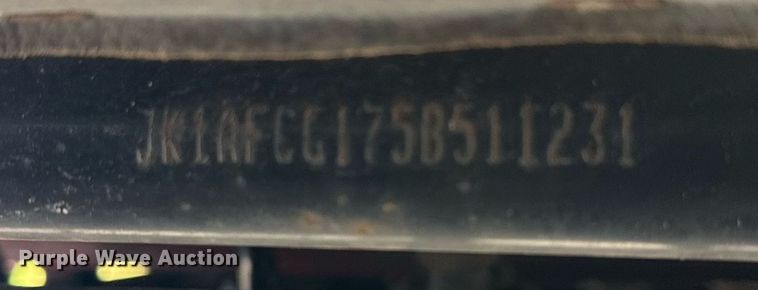 JK1AFCG175B511231
Purple Wave Auction